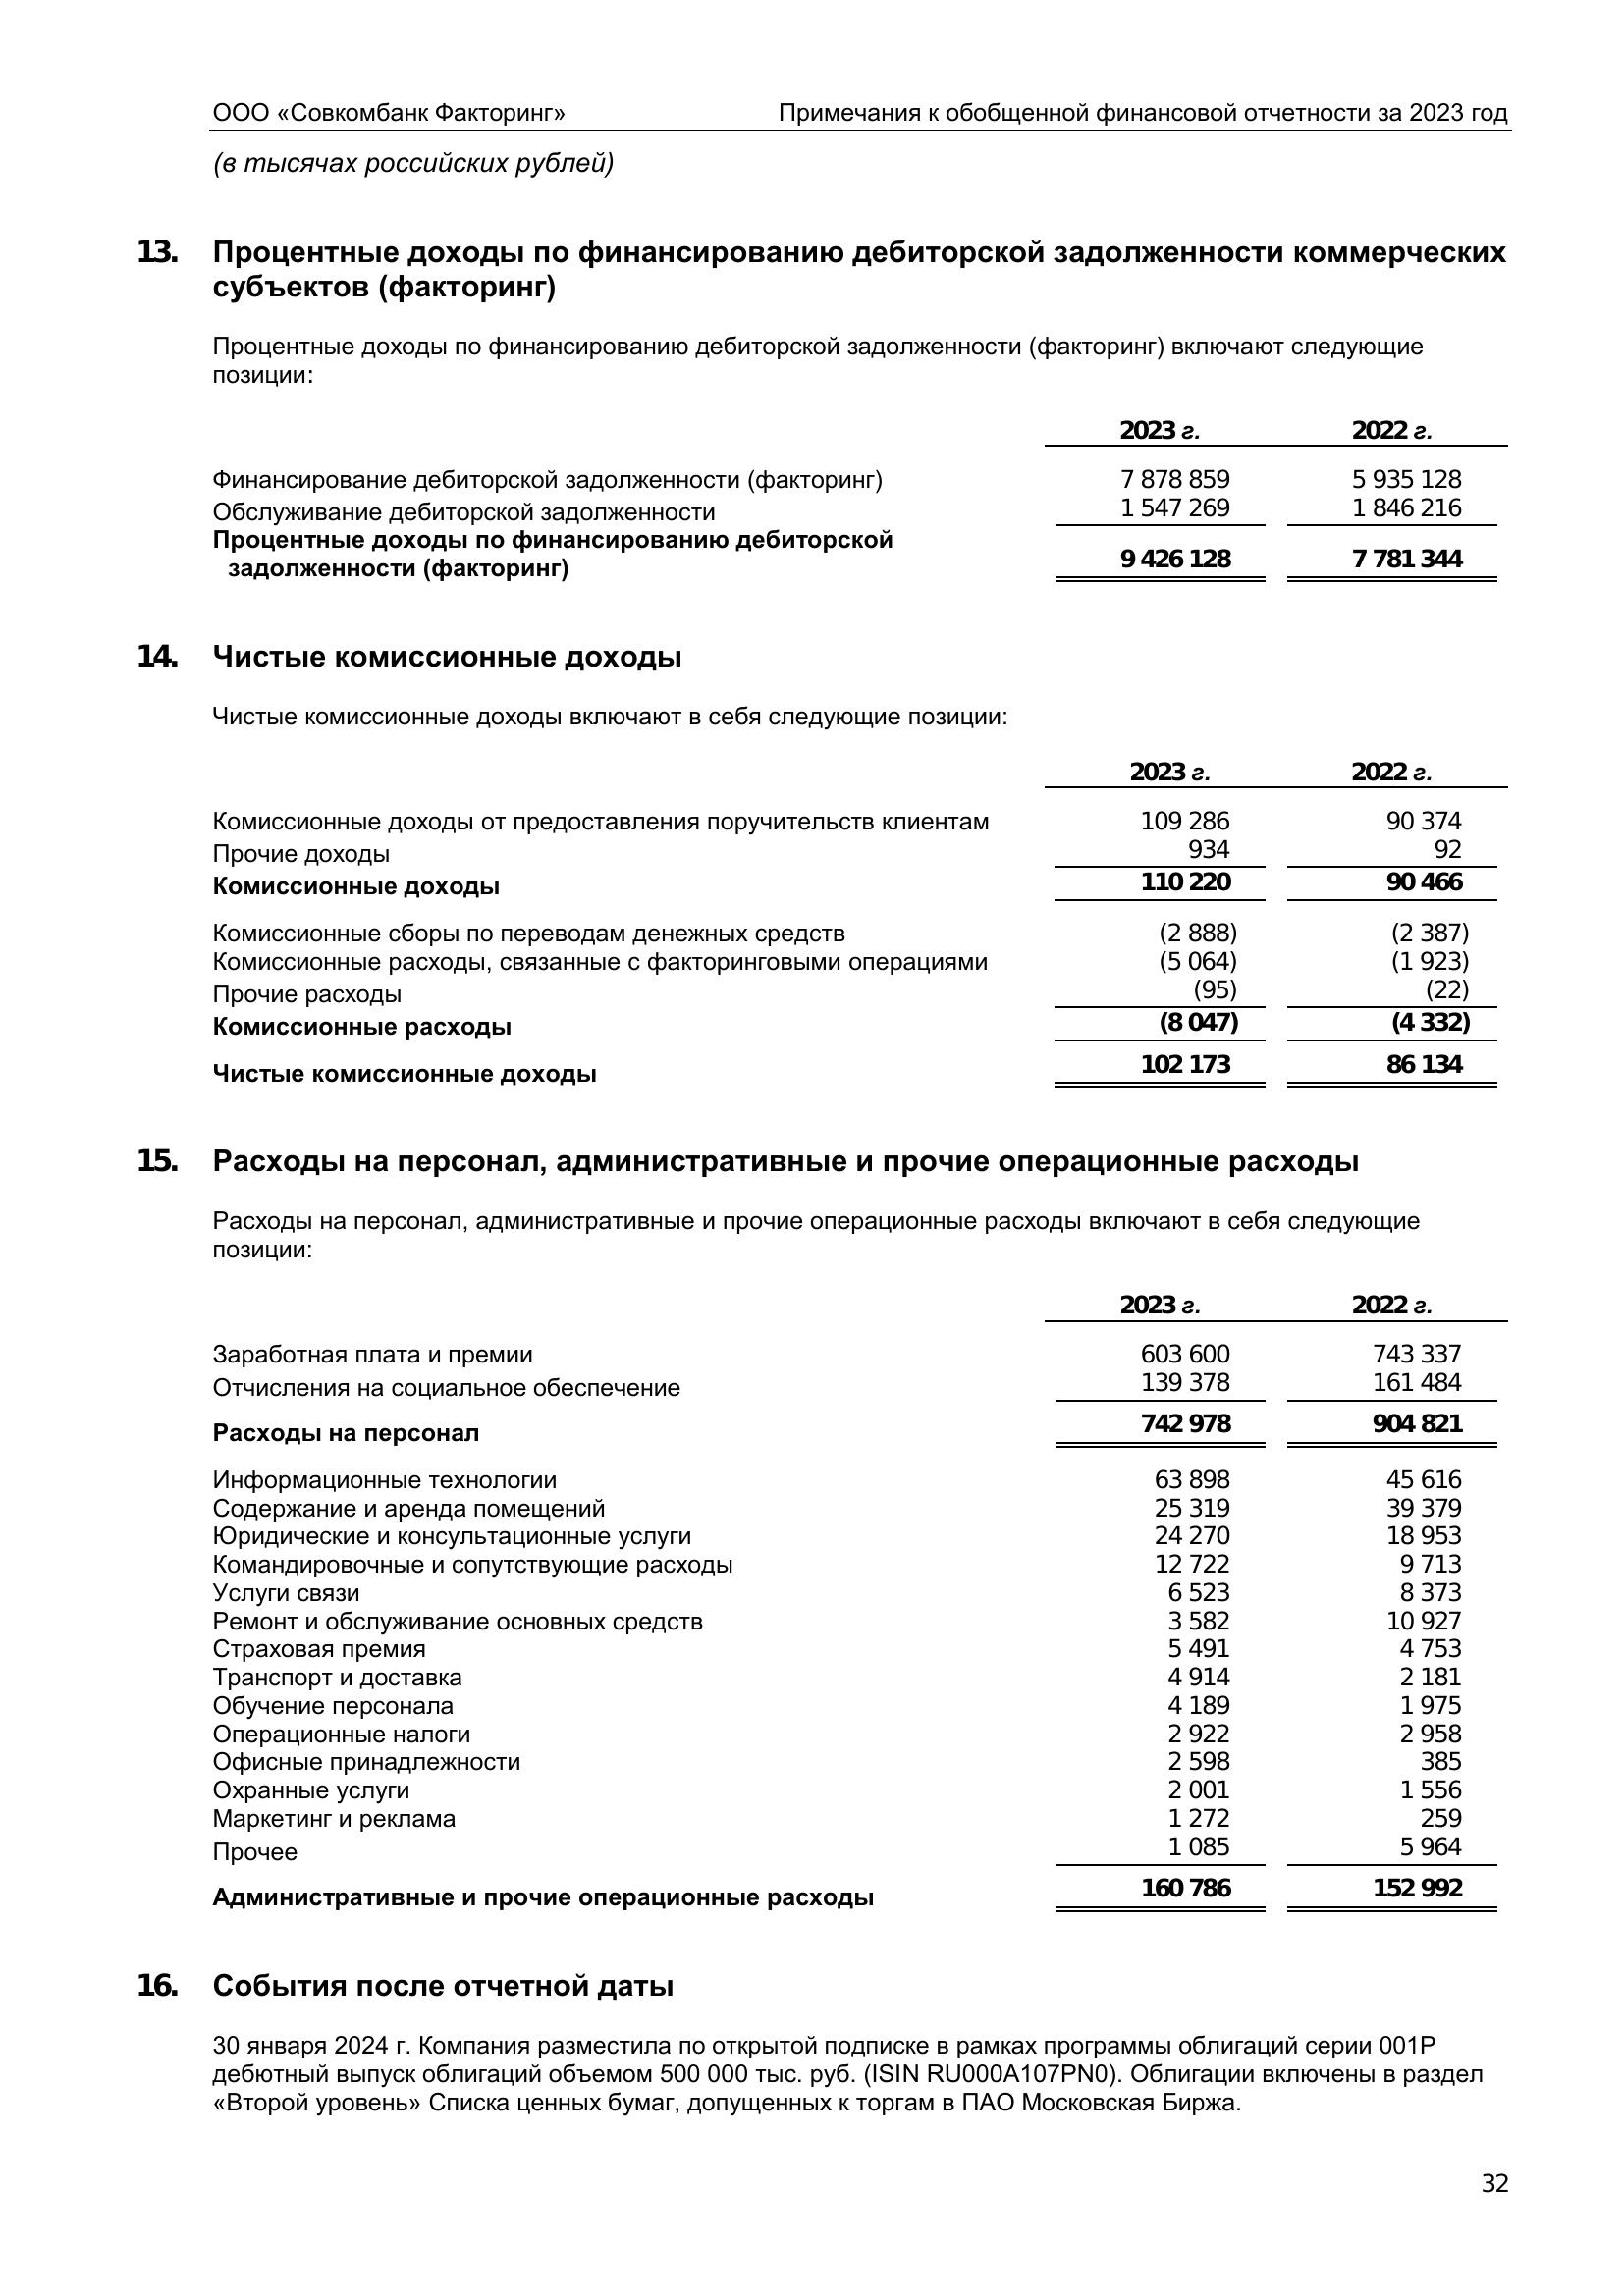 ООО «Совкомбанк Факторинг» Примечания к обобщенной финансовой отчетности за 2023 год
(в тысячах российских рублей)
13. Процентные доходы по финансированию дебиторской задолженности коммерческих
субъектов (факторинг)
Процентные доходы по финансированию дебиторской задолженности (факторинг) включают следующие
позиции:
2023 г. 2022 г.
Финансирование дебиторской задолженности (факторинг) 7 878 859 5 935 128
Обслуживание дебиторской задолженности 1 547 269 1 846 216
Процентные доходы по финансированию дебиторской
задолженности (факторинг) 9 426 128 7 781 344
14. Чистые комиссионные доходы
Чистые комиссионные доходы включают в себя следующие позиции:
2023 г. 2022 г.
Комиссионные доходы от предоставления поручительств клиентам 109 286 90 374
Прочие доходы 934 92
Комиссионные доходы 110 220 90 466
Комиссионные сборы по переводам денежных средств (2 888) (2 387)
Комиссионные расходы, связанные с факторинговыми операциями (5 064) (1 923)
Прочие расходы (95) (22)
Комиссионные расходы (8 047) (4 332)
Чистые комиссионные доходы 102 173 86 134
15. Расходы на персонал, административные и прочие операционные расходы
Расходы на персонал, административные и прочие операционные расходы включают в себя следующие
позиции:
2023 г. 2022 г.
Заработная плата и премии 603 600 743 337
Отчисления на социальное обеспечение 139 378 161 484
Расходы на персонал 742 978 904 821
Информационные технологии 63 898 45 616
Содержание и аренда помещений 25 319 39 379
Юридические и консультационные услуги 24 270 18 953
Командировочные и сопутствующие расходы 12 722 9 713
Услуги связи 6 523 8 373
Ремонт и обслуживание основных средств 3 582 10 927
Страховая премия 5 491 4 753
Транспорт и доставка 4 914 2 181
Обучение персонала 4 189 1 975
Операционные налоги 2 922 2 958
Офисные принадлежности 2 598 385
Охранные услуги 2 001 1 556
Маркетинг и реклама 1 272 259
Прочее 1 085 5 964
Административные и прочие операционные расходы 160 786 152 992
16. События после отчетной даты
30 января 2024 г. Компания разместила по открытой подписке в рамках программы облигаций серии 001P
дебютный выпуск облигаций объемом 500 000 тыс. руб. (ISIN RU000A107PN0). Облигации включены в раздел
«Второй уровень» Списка ценных бумаг, допущенных к торгам в ПАО Московская Биржа.
32